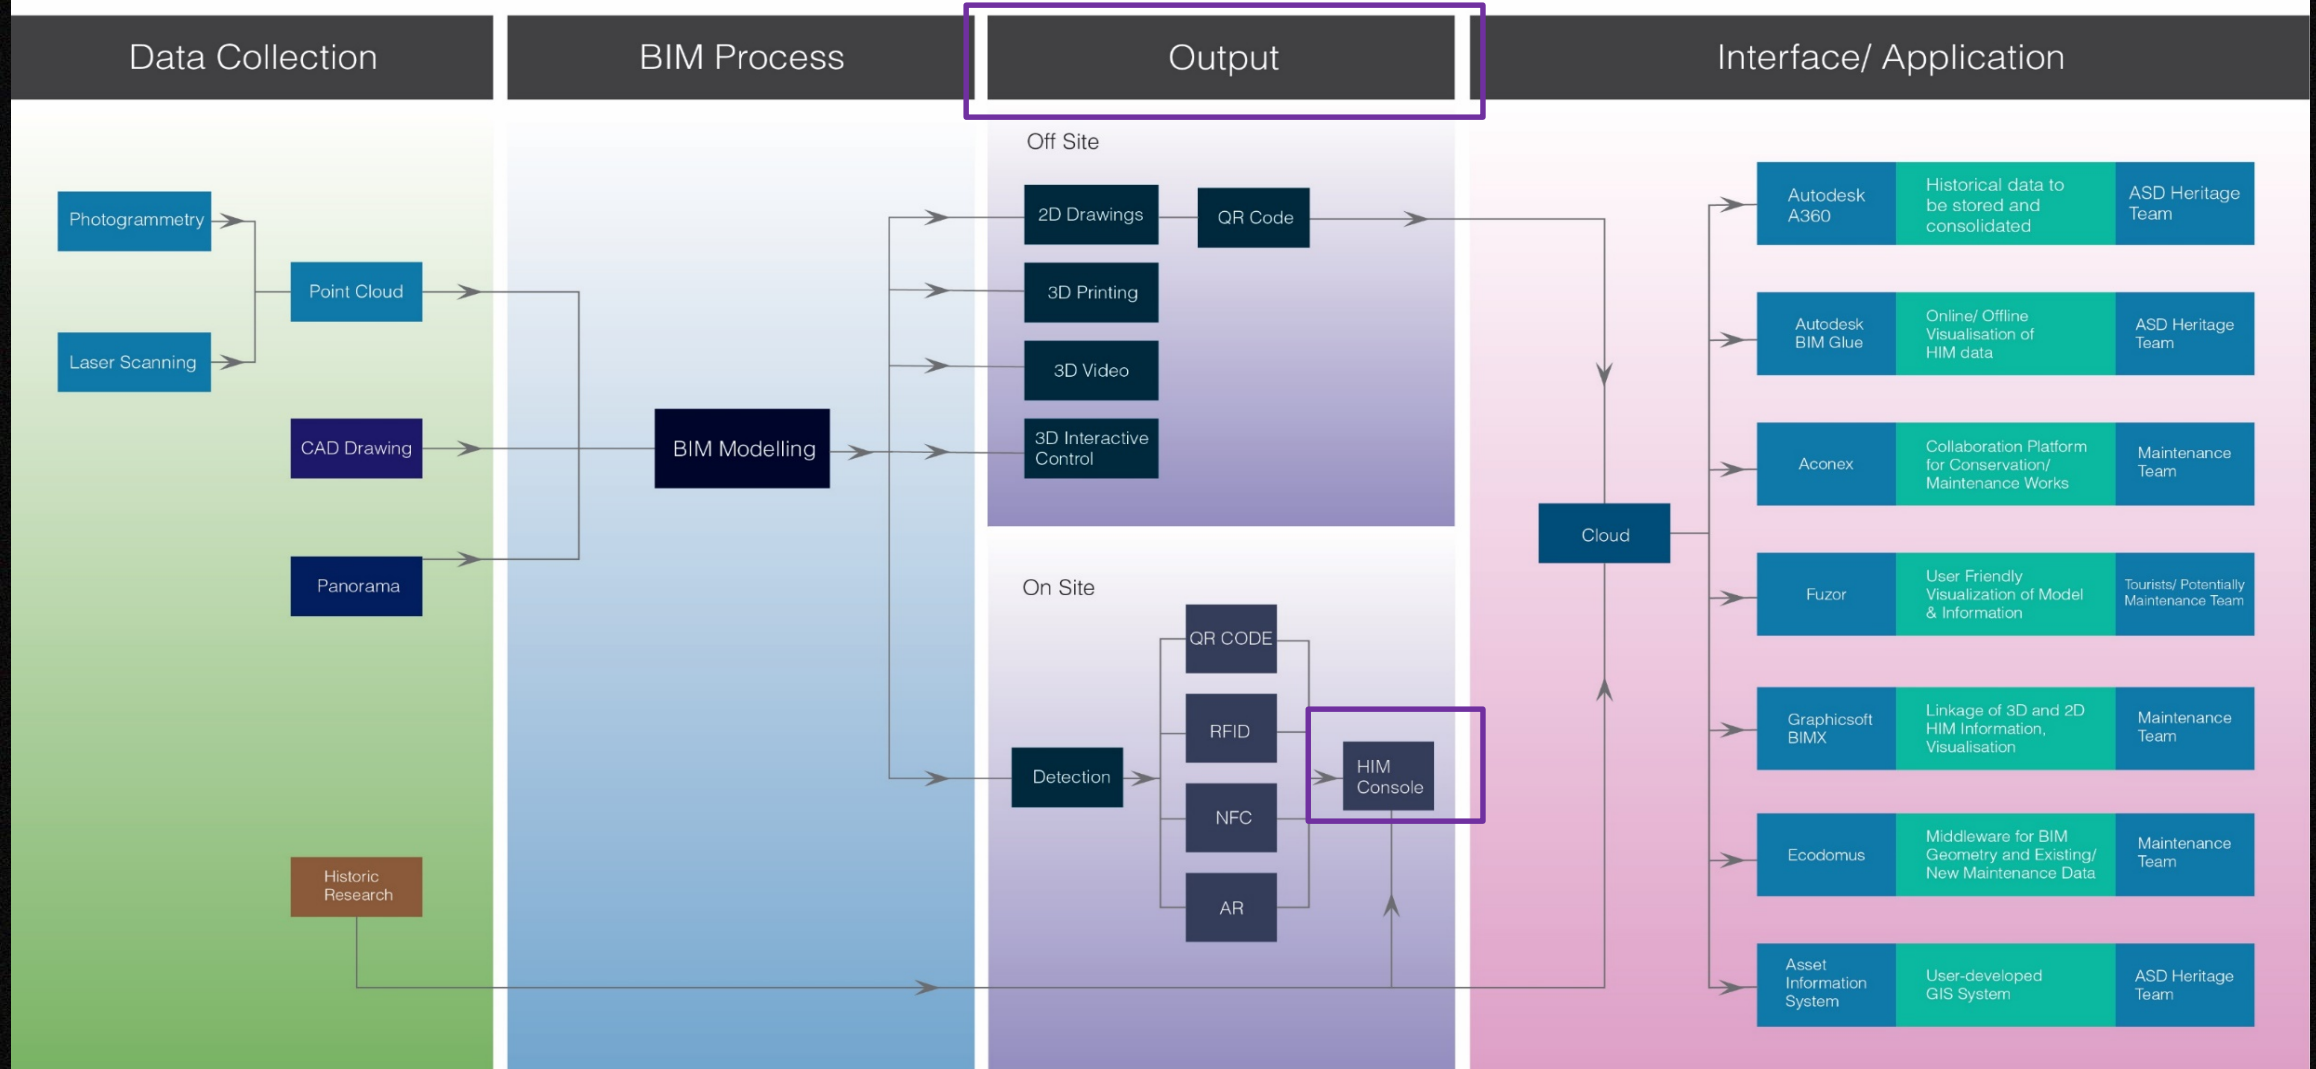 Data Collection
BIM Process
Output
Interface/ Application
Photogrammetry
Laser Scanning
Point Cloud
CAD Drawing
Panorama
Historic
Research
BIM Modelling
Off Site
2D Drawings
QR Code
3D Printing
3D Video
3D Interactive
Control
On Site
Detection
QR CODE
RFID
NFC
AR
HIM
Console
Cloud
Autodesk
A360
Historical data to
be stored and
consolidated
ASD Heritage
Team
Autodesk
BIM Glue
Online/ Offline
Visualisation of
HIM data
ASD Heritage
Team
Aconex
Collaboration Platform
for Conservation/
Maintenance Works
Maintenance
Team
Fuzor
User Friendly
Visualization of Model
& Information
Tourists/ Potentially
Maintenance Team
Graphicsoft
BIMX
Linkage of 3D and 2D
HIM Information,
Visualisation
Maintenance
Team
Ecodomus
Middleware for BIM
Geometry and Existing/
New Maintenance Data
Maintenance
Team
Asset
Information
System
User-developed
GIS System
ASD Heritage
Team